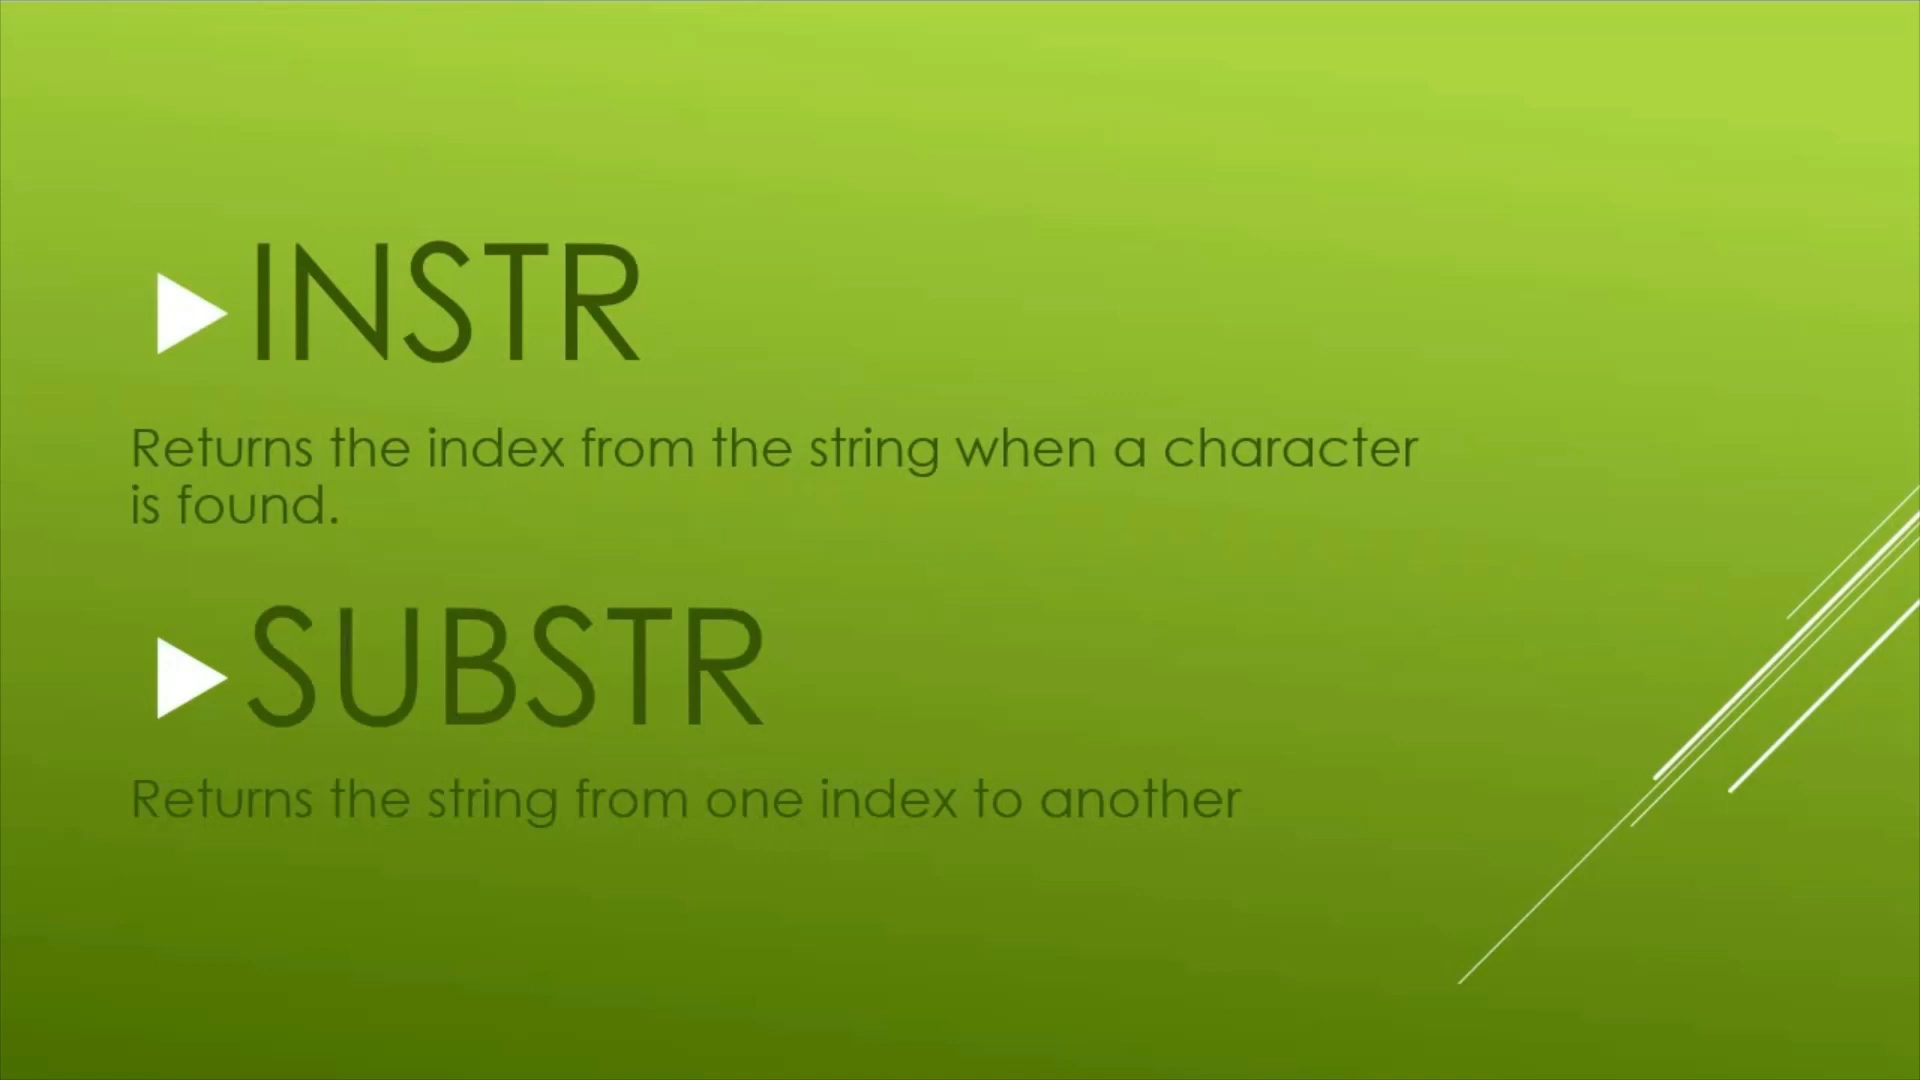 INSTR
Returns the index from the string when a character
is found.
SUBSTR
Returns the string from one index to another